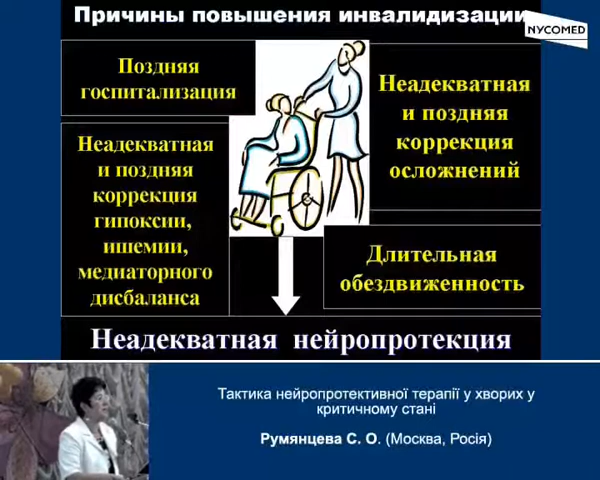 Причины повышения инвалидизации
NYCOMED
Поздняя
госпитализация
Неадекватная
и поздняя
коррекция
осложнений
Неадекватная
и поздняя
коррекция
гипоксии,
ишемии,
медиаторного
дисбаланса
Длительная
обездвиженность
Неадекватная нейропротекция
Тактика нейропротективної терапії у хворих у
критичному стані
Румянцева С. О. (Москва, Росія)